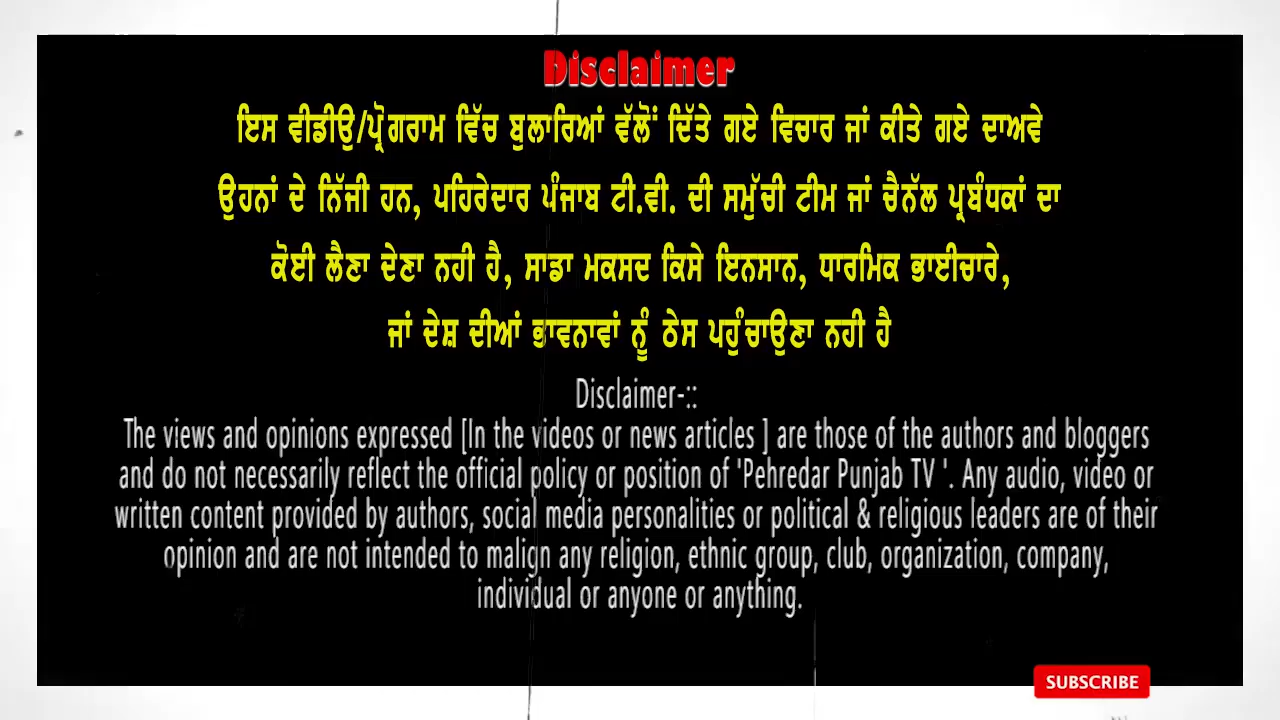 Disclaimer
ਇਸ ਵੀਡੀਉ/ਪ੍ਰੋਗਰਾਮ ਵਿੱਚ ਬੁਲਾਰਿਆਂ ਵੱਲੋਂ ਦਿੱਤੇ ਗਏ ਵਿਚਾਰ ਜਾਂ ਕੀਤੇ ਗਏ ਦਾਅਵੇ
ਉਹਨਾਂ ਦੇ ਨਿੱਜੀ ਹਨ, ਪਹਿਰੇਦਾਰ ਪੰਜਾਬ ਟੀ.ਵੀ. ਦੀ ਸਮੁੱਚੀ ਟੀਮ ਜਾਂ ਚੈਨੱਲ ਪ੍ਰਬੰਧਕਾਂ ਦਾ
ਕੋਈ ਲੈਣਾ ਦੇਣਾ ਨਹੀ ਹੈ, ਸਾਡਾ ਮਕਸਦ ਕਿਸੇ ਇਨਸਾਨ, ਧਾਰਮਿਕ ਭਾਈਚਾਰੇ,
ਜਾਂ ਦੇਸ਼ ਦੀਆਂ ਭਾਵਨਾਵਾਂ ਨੂੰ ਠੇਸ ਪਹੁੰਚਾਉਣਾ ਨਹੀ ਹੈ
Disclaimer-::
The views and opinions expressed [In the videos or news articles ] are those of the authors and bloggers
and do not necessarily reflect the official policy or position of 'Pehredar Punjab TV '. Any audio, video or
written content provided by authors, social media personalities or political & religious leaders are of their
opinion and are not intended to malign any religion, ethnic group, club, organization, company,
individual or anyone or anything.
SUBSCRIBE